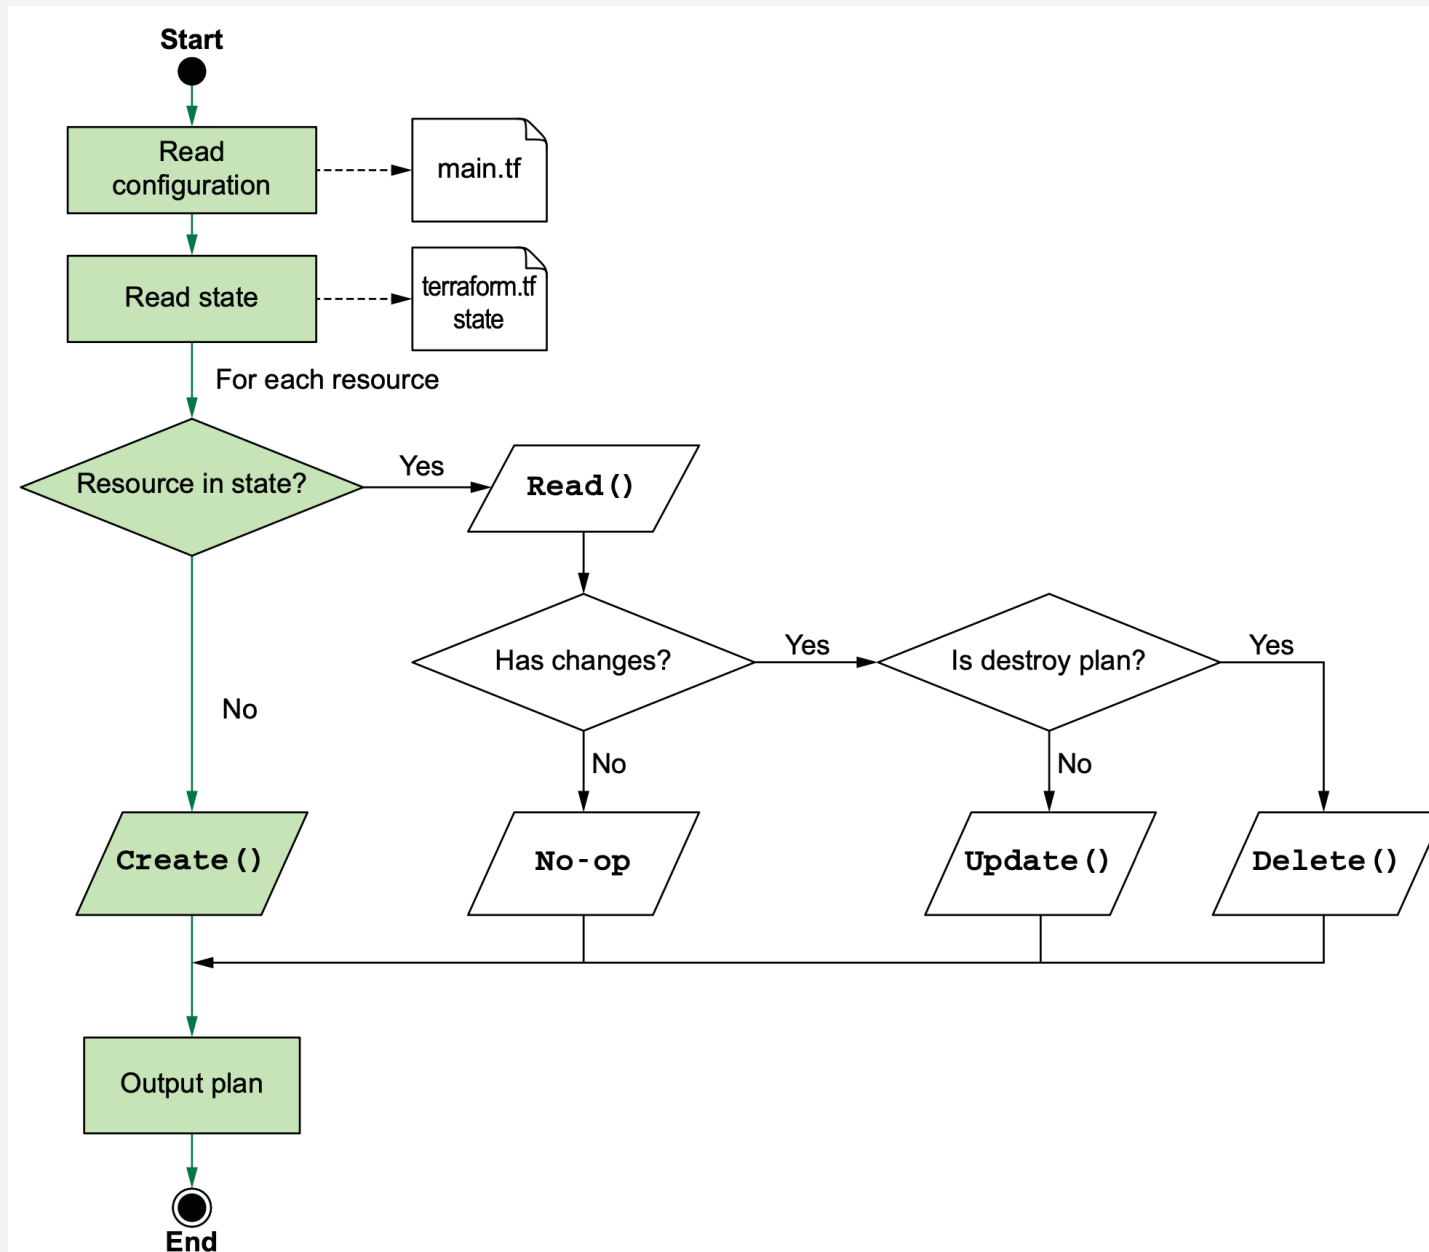 Start
Read
configuration
main.tf
Read state
terraform.tf
state
For each resource
Resource in state?
Yes
Read()
Has changes?
Yes
Is destroy plan?
Yes
No
No
No
Create()
No-op
Update()
Delete()
Output plan
End